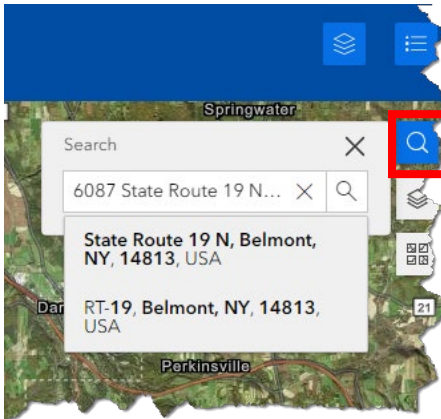 Springwater
Search
6087 State Route 19 N...
State Route 19 N, Belmont,
NY, 14813, USA
RT-19, Belmont, NY, 14813,
USA
21
Dan
Perkinsville